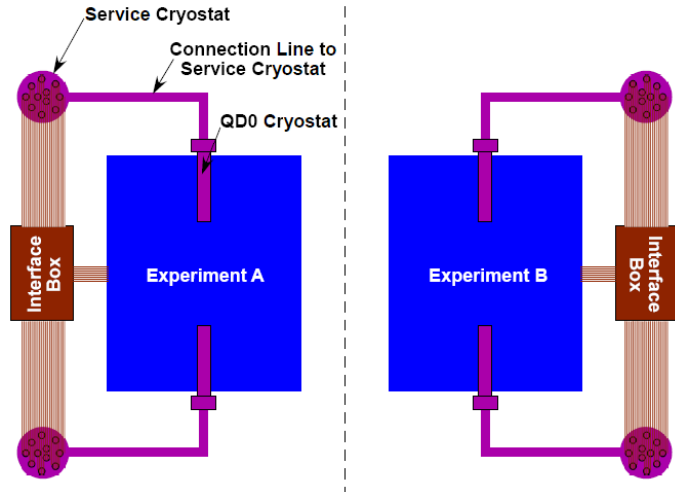 Service Cryostat
Connection Line to
Service Cryostat
QD0 Cryostat
Interface
Box
Experiment A
Experiment B
Interface
Box